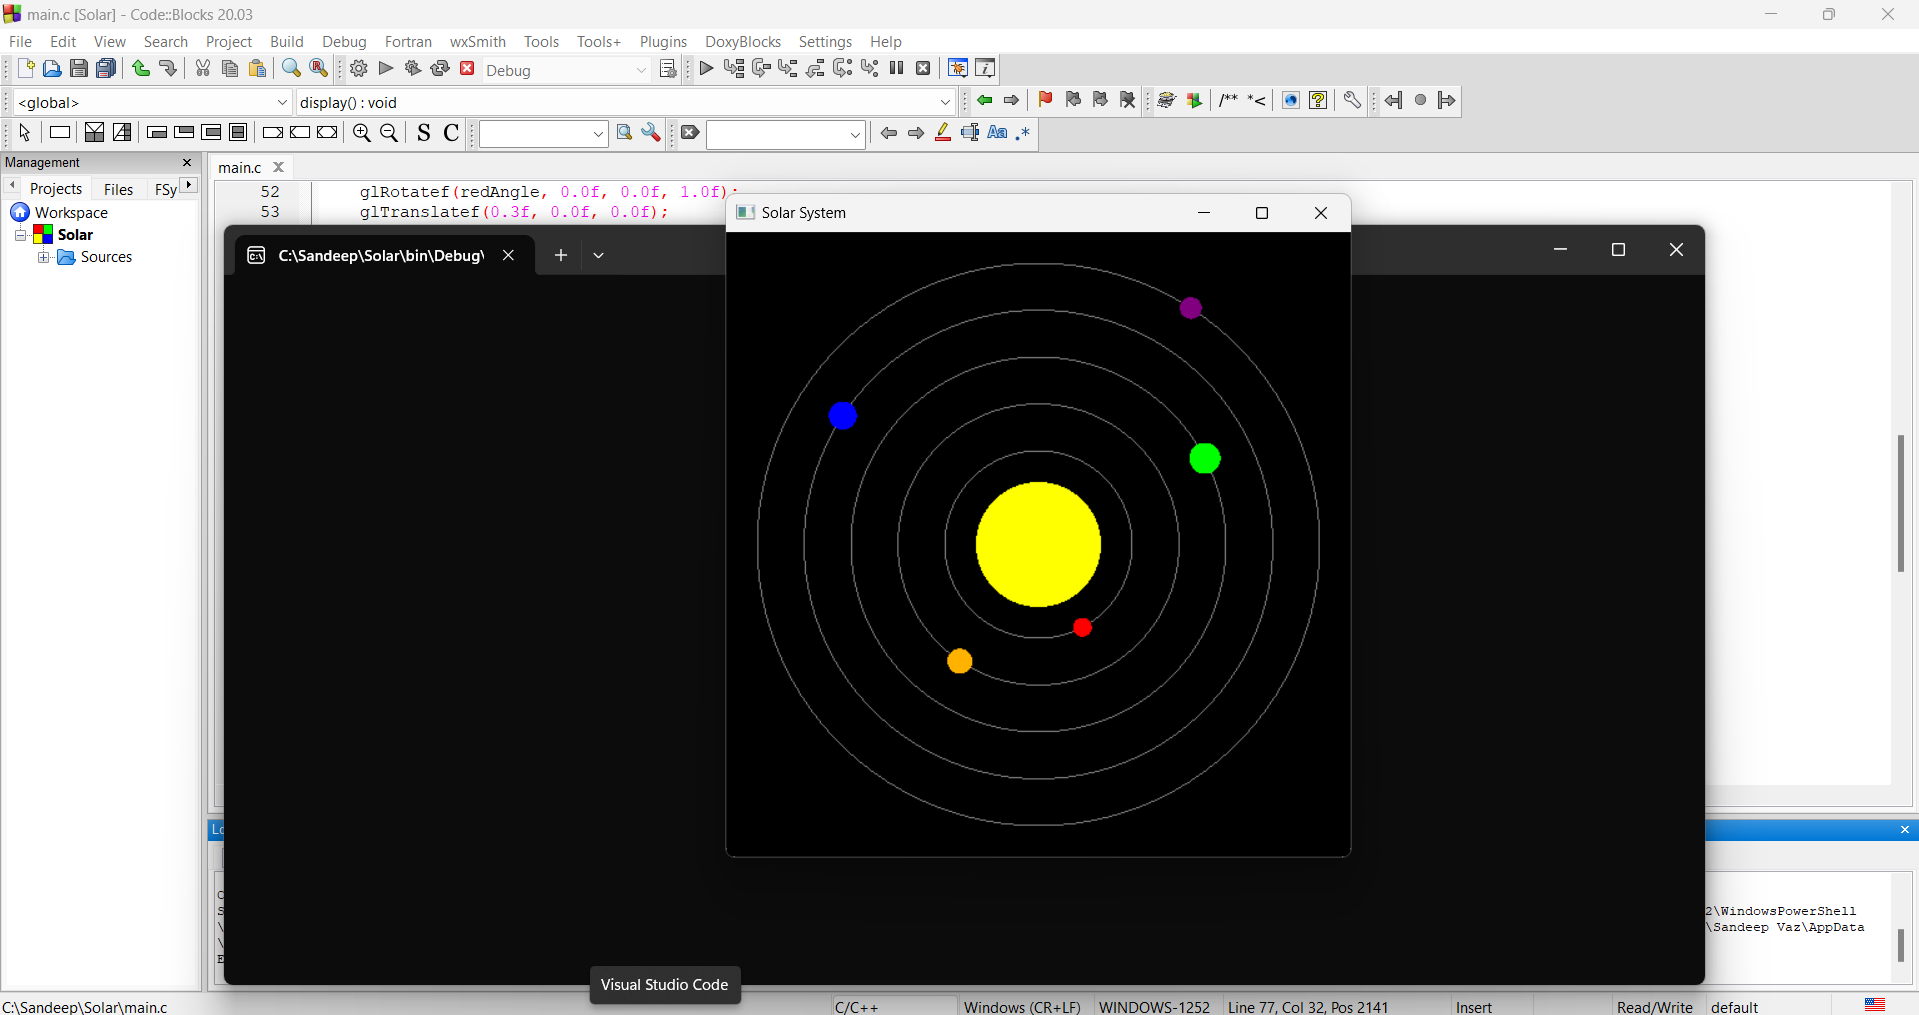 main.c [Solar] - Code::Blocks 20.03
File Edit View Search Project Build Debug Fortran wxSmith Tools Tools+ Plugins DoxyBlocks Settings Help
Debug
<global> display() : void /** *<
S C Aa .*
Management
main.c
Projects Files FSy
52 glRotatef(redAngle, 0.0f, 0.0f, 1.0f);
53 glTranslatef(0.3f, 0.0f, 0.0f);
Workspace
Solar
Sources
Solar System
C:\Sandeep\Solar\bin\Debug\
Lo
2\WindowsPowerShell
\Sandeep Vaz\AppData
Visual Studio Code
C:\Sandeep\Solar\main.c C/C++ Windows (CR+LF) WINDOWS-1252 Line 77, Col 32, Pos 2141 Insert Read/Write default